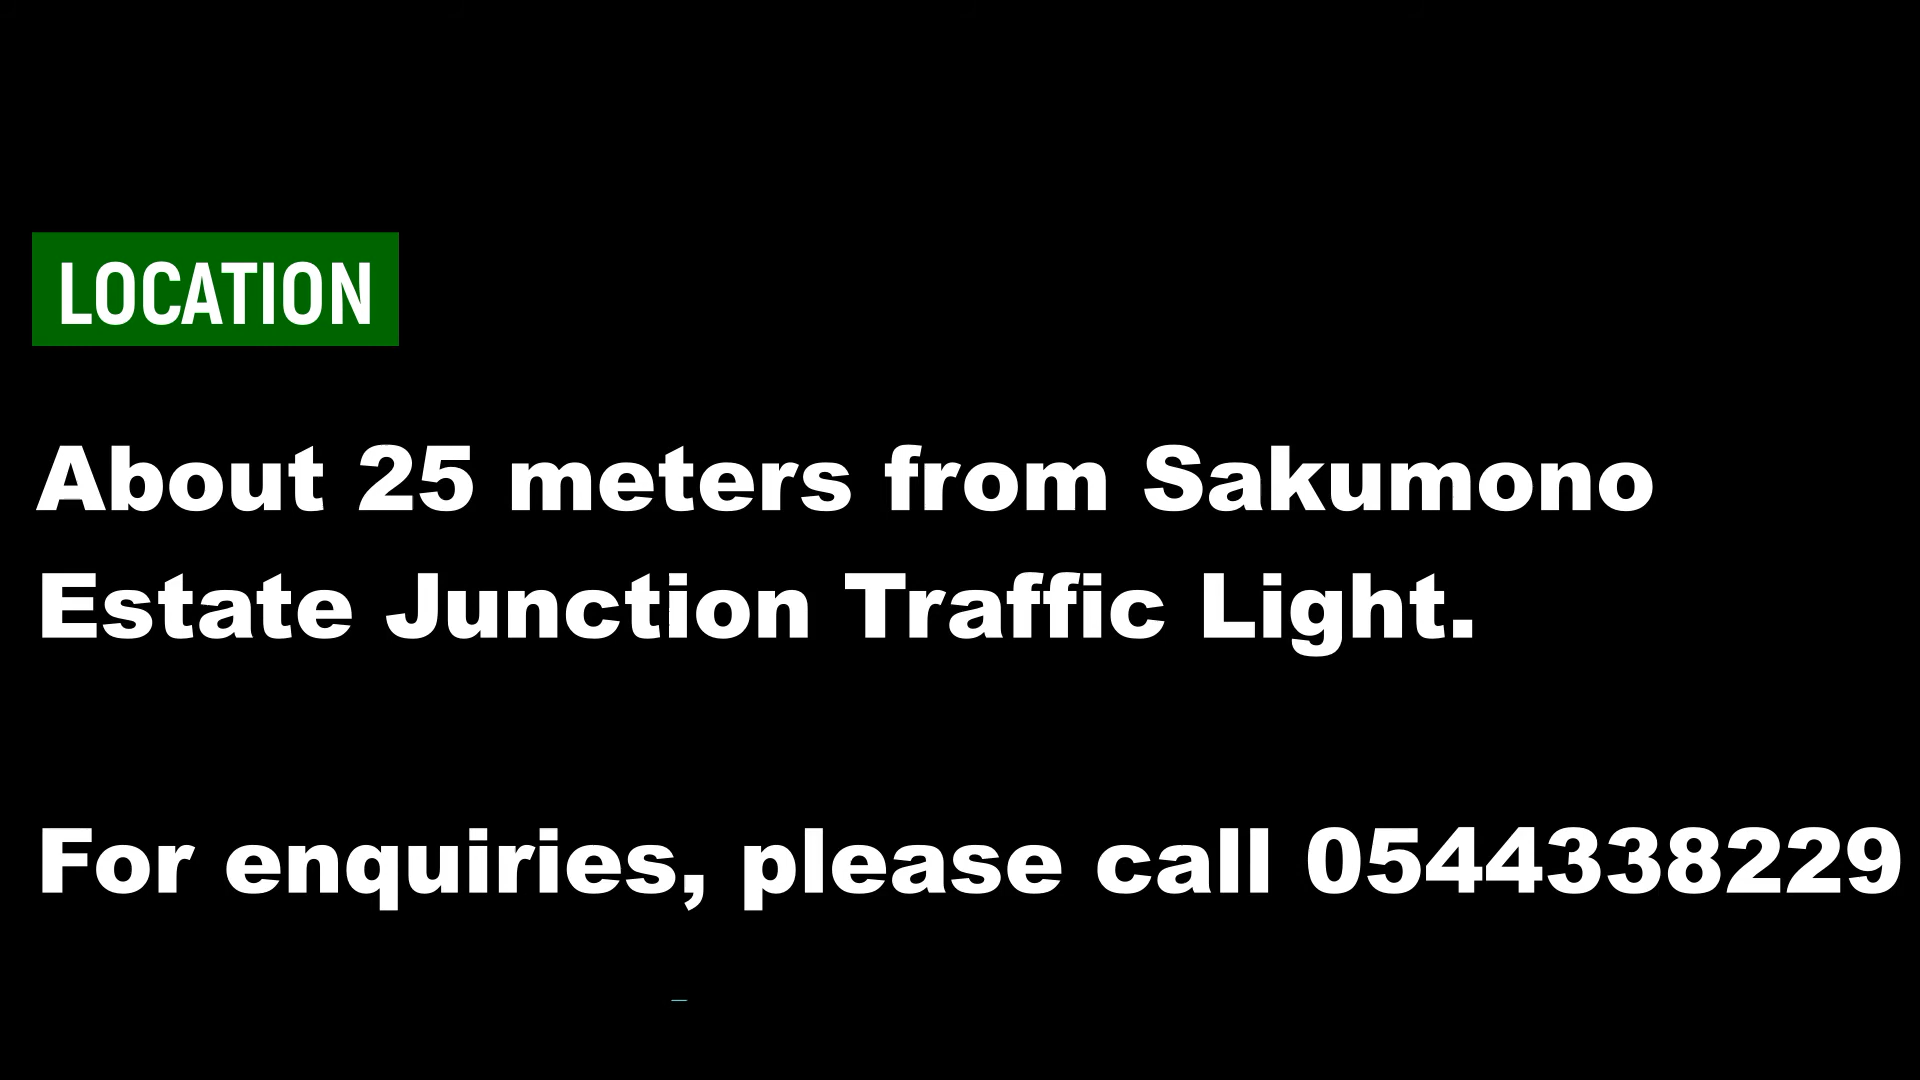 LOCATION
About 25 meters from Sakumono
Estate Junction Traffic Light.
For enquiries, please call 0544338229